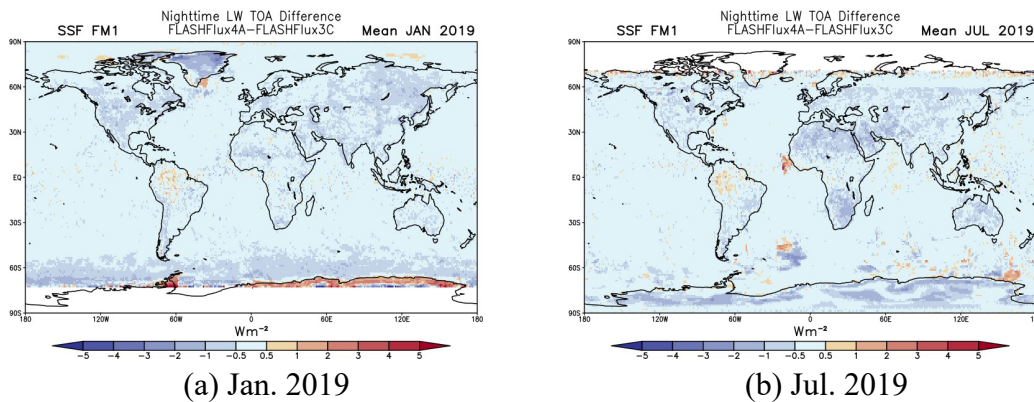 Nighttime LW TOA Difference
SSF FM1 FLASHFlux4A-FLASHFlux3C Mean JAN 2019
90N
60N
30N
EQ
30S
60S
90S
180 120W 60W 0 60E 120E 180
Wm-2
-5 -4 -3 -2 -1 -0.5 0.5 1 2 3 4 5
(a) Jan. 2019
Nighttime LW TOA Difference
SSF FM1 FLASHFlux4A-FLASHFlux3C Mean JUL 2019
90N
60N
30N
EQ
30S
60S
90S
180 120W 60W 0 60E 120E 180
Wm-2
-5 -4 -3 -2 -1 -0.5 0.5 1 2 3 4 5
(b) Jul. 2019